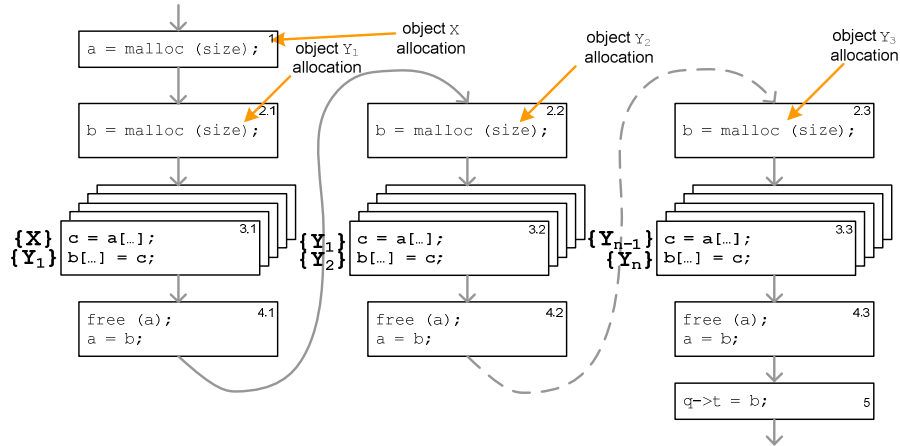 object X
allocation
1
a = malloc (size);
object Y1
allocation
2.1
b = malloc (size);
{X}
{Y1}
3.1
c = a[…];
b[…] = c;
4.1
free (a);
a = b;
object Y2
allocation
2.2
b = malloc (size);
{Y1}
{Y2}
3.2
c = a[…];
b[…] = c;
4.2
free (a);
a = b;
object Y3
allocation
2.3
b = malloc (size);
{Yn-1}
{Yn}
3.3
c = a[…];
b[…] = c;
4.3
free (a);
a = b;
q->t = b;
5